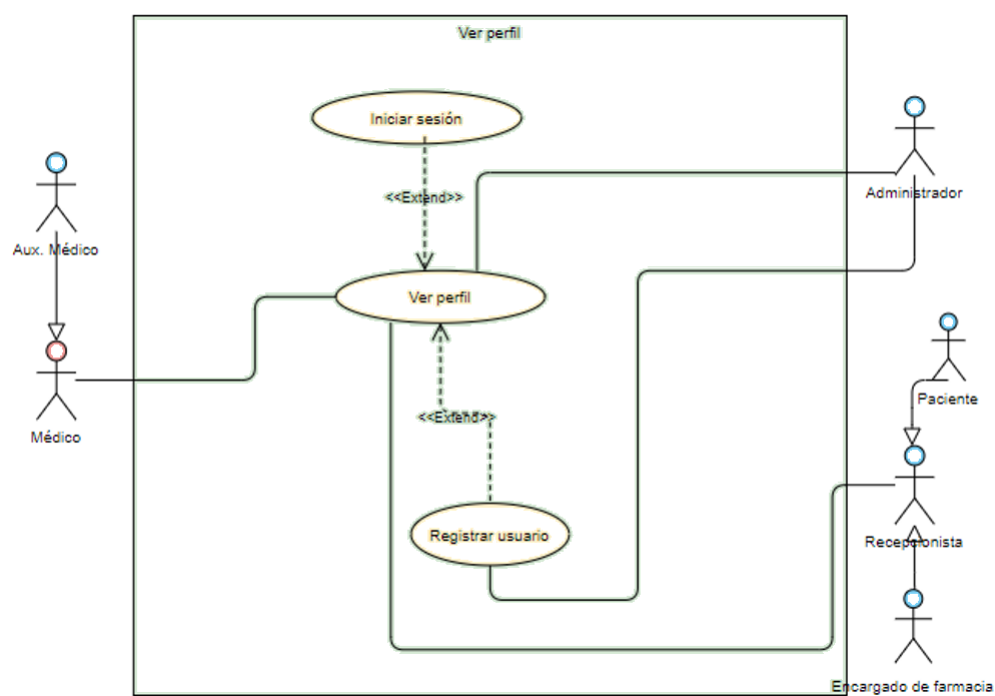 Ver perfil
Iniciar sesión
<<Extend>>
Administrador
Aux. Médico
Ver perfil
Paciente
<<Extend>>
Médico
Registrar usuario
Recepcionista
Encargado de farmacia